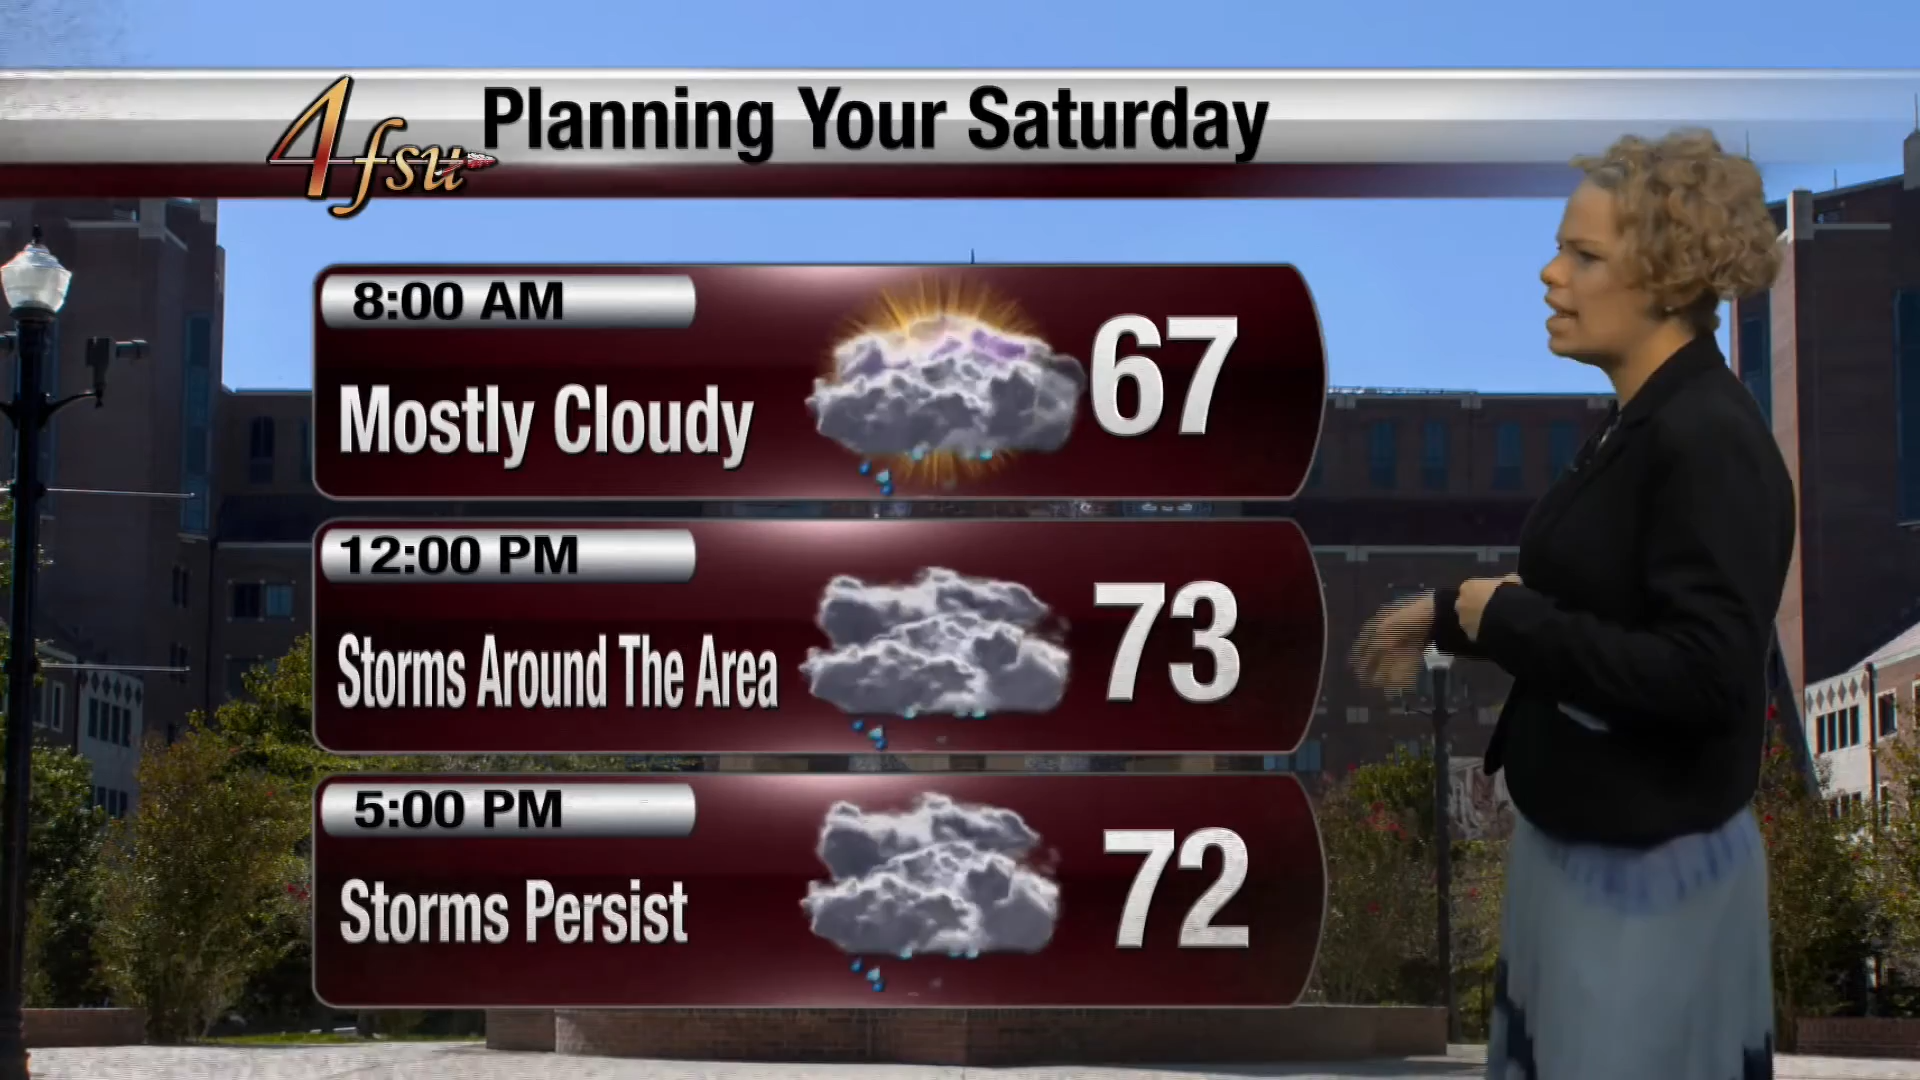 4fsu
Planning Your Saturday
8:00 AM
Mostly Cloudy
67
12:00 PM
Storms Around The Area
73
5:00 PM
Storms Persist
72